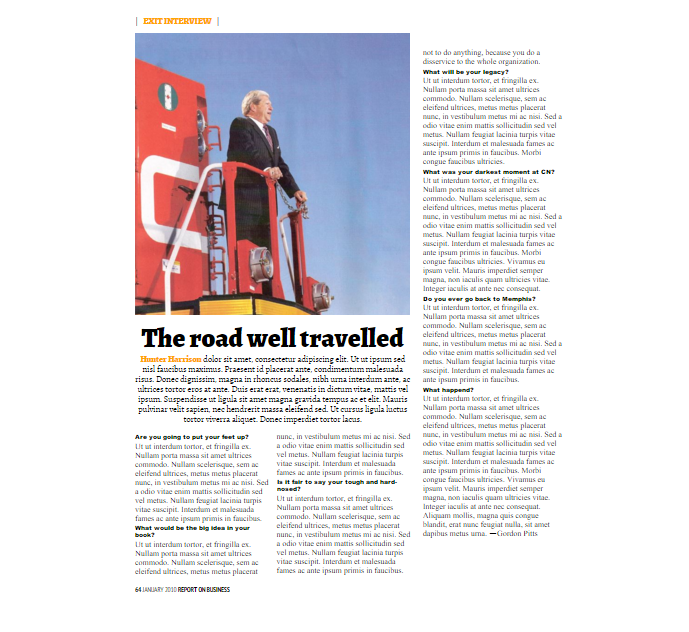 | EXIT INTERVIEW |
The road well travelled
Hunter Harrison dolor sit amet, consectetur adipiscing elit. Ut ut ipsum sed
nisl faucibus maximus. Praesent id placerat ante, condimentum malesuada
risus. Donec dignissim, magna in rhoncus sodales, nibh urna interdum ante, ac
ultrices tortor eros at ante. Duis erat erat, venenatis in dictum vitae, mattis vel
ipsum. Suspendisse ut ligula sit amet magna gravida tempus ac et elit. Mauris
pulvinar velit sapien, nec hendrerit massa eleifend sed. Ut cursus ligula luctus
tortor viverra aliquet. Donec imperdiet tortor lacus.
Are you going to put your feet up?
Ut ut interdum tortor, et fringilla ex.
Nullam porta massa sit amet ultrices
commodo. Nullam scelerisque, sem ac
eleifend ultrices, metus metus placerat
nunc, in vestibulum metus mi ac nisi. Sed
a odio vitae enim mattis sollicitudin sed
vel metus. Nullam feugiat lacinia turpis
vitae suscipit. Interdum et malesuada
fames ac ante ipsum primis in faucibus.
What would be the big idea in your
book?
Ut ut interdum tortor, et fringilla ex.
Nullam porta massa sit amet ultrices
commodo. Nullam scelerisque, sem ac
eleifend ultrices, metus metus placerat
nunc, in vestibulum metus mi ac nisi. Sed
a odio vitae enim mattis sollicitudin sed
vel metus. Nullam feugiat lacinia turpis
vitae suscipit. Interdum et malesuada
fames ac ante ipsum primis in faucibus.
Is it fair to say your tough and hard-
nosed?
Ut ut interdum tortor, et fringilla ex.
Nullam porta massa sit amet ultrices
commodo. Nullam scelerisque, sem ac
eleifend ultrices, metus metus placerat
nunc, in vestibulum metus mi ac nisi. Sed
a odio vitae enim mattis sollicitudin sed
vel metus. Nullam feugiat lacinia turpis
vitae suscipit. Interdum et malesuada
fames ac ante ipsum primis in faucibus.
not to do anything, because you do a
disservice to the whole organization.
What will be your legacy?
Ut ut interdum tortor, et fringilla ex.
Nullam porta massa sit amet ultrices
commodo. Nullam scelerisque, sem ac
eleifend ultrices, metus metus placerat
nunc, in vestibulum metus mi ac nisi. Sed a
odio vitae enim mattis sollicitudin sed vel
metus. Nullam feugiat lacinia turpis vitae
suscipit. Interdum et malesuada fames ac
ante ipsum primis in faucibus. Morbi
congue faucibus ultricies.
What was your darkest moment at CN?
Ut ut interdum tortor, et fringilla ex.
Nullam porta massa sit amet ultrices
commodo. Nullam scelerisque, sem ac
eleifend ultrices, metus metus placerat
nunc, in vestibulum metus mi ac nisi. Sed a
odio vitae enim mattis sollicitudin sed vel
metus. Nullam feugiat lacinia turpis vitae
suscipit. Interdum et malesuada fames ac
ante ipsum primis in faucibus. Morbi
congue faucibus ultricies. Vivamus eu
ipsum velit. Mauris imperdiet semper
magna, non iaculis quam ultricies vitae.
Integer iaculis at ante nec consequat.
Do you ever go back to Memphis?
Ut ut interdum tortor, et fringilla ex.
Nullam porta massa sit amet ultrices
commodo. Nullam scelerisque, sem ac
eleifend ultrices, metus metus placerat
nunc, in vestibulum metus mi ac nisi. Sed a
odio vitae enim mattis sollicitudin sed vel
metus. Nullam feugiat lacinia turpis vitae
suscipit. Interdum et malesuada fames ac
ante ipsum primis in faucibus.
What happend?
Ut ut interdum tortor, et fringilla ex.
Nullam porta massa sit amet ultrices
commodo. Nullam scelerisque, sem ac
eleifend ultrices, metus metus placerat
nunc, in vestibulum metus mi ac nisi. Sed a
odio vitae enim mattis sollicitudin sed vel
metus. Nullam feugiat lacinia turpis vitae
suscipit. Interdum et malesuada fames ac
ante ipsum primis in faucibus. Morbi
congue faucibus ultricies. Vivamus eu
ipsum velit. Mauris imperdiet semper
magna, non iaculis quam ultricies vitae.
Integer iaculis at ante nec consequat.
Aliquam mollis, magna quis congue
blandit, erat nunc feugiat nulla, sit amet
dapibus metus urna. —Gordon Pitts
64 JANUARY 2010 REPORT ON BUSINESS